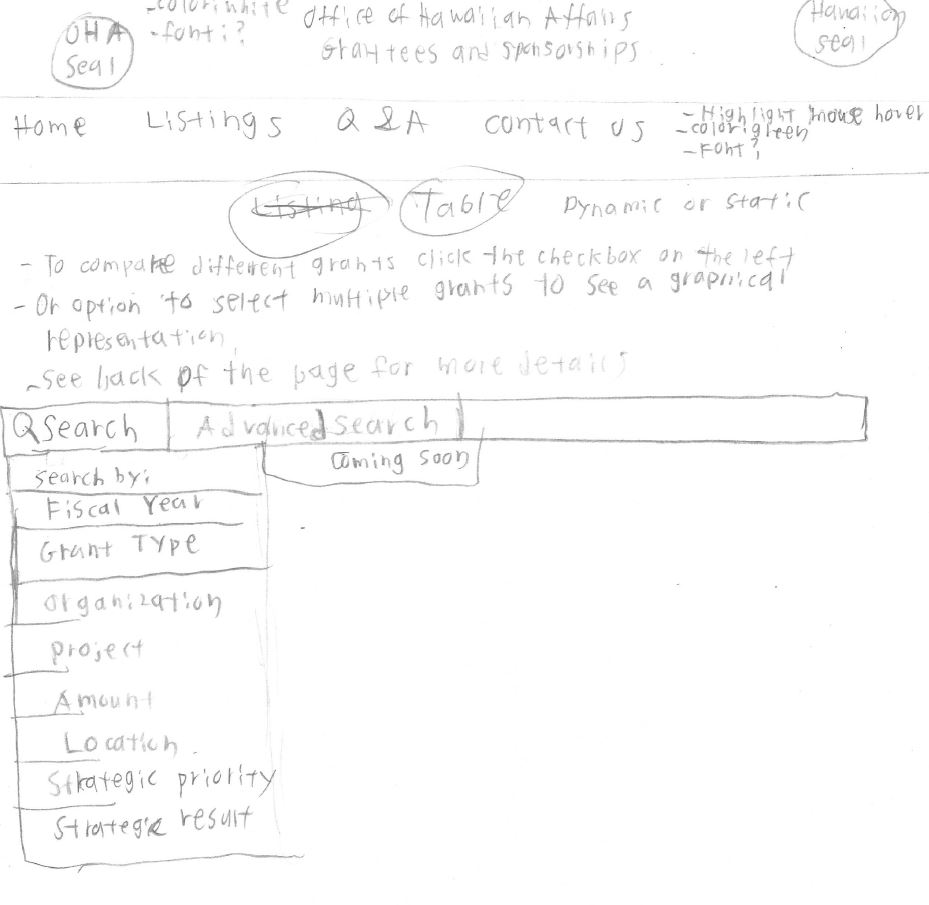 -color: white
Office of Hawaiian Affairs
Hawaiian
OHA
-font: ?
Grantees and sponsorships
seal
Seal
Home Listings Q & A Contact us
- Highlight mouse hover
- color: green
- Font ?
Listing Table Dynamic or static
- To compare different grants click the checkbox on the left
- Or option to select multiple grants to see a graphical
representation
- See back of the page for more details
Q Search Advanced Search
Coming soon
search by:
Fiscal Year
Grant Type
Organization
Project
Amount
Location
Strategic priority
Strategic result